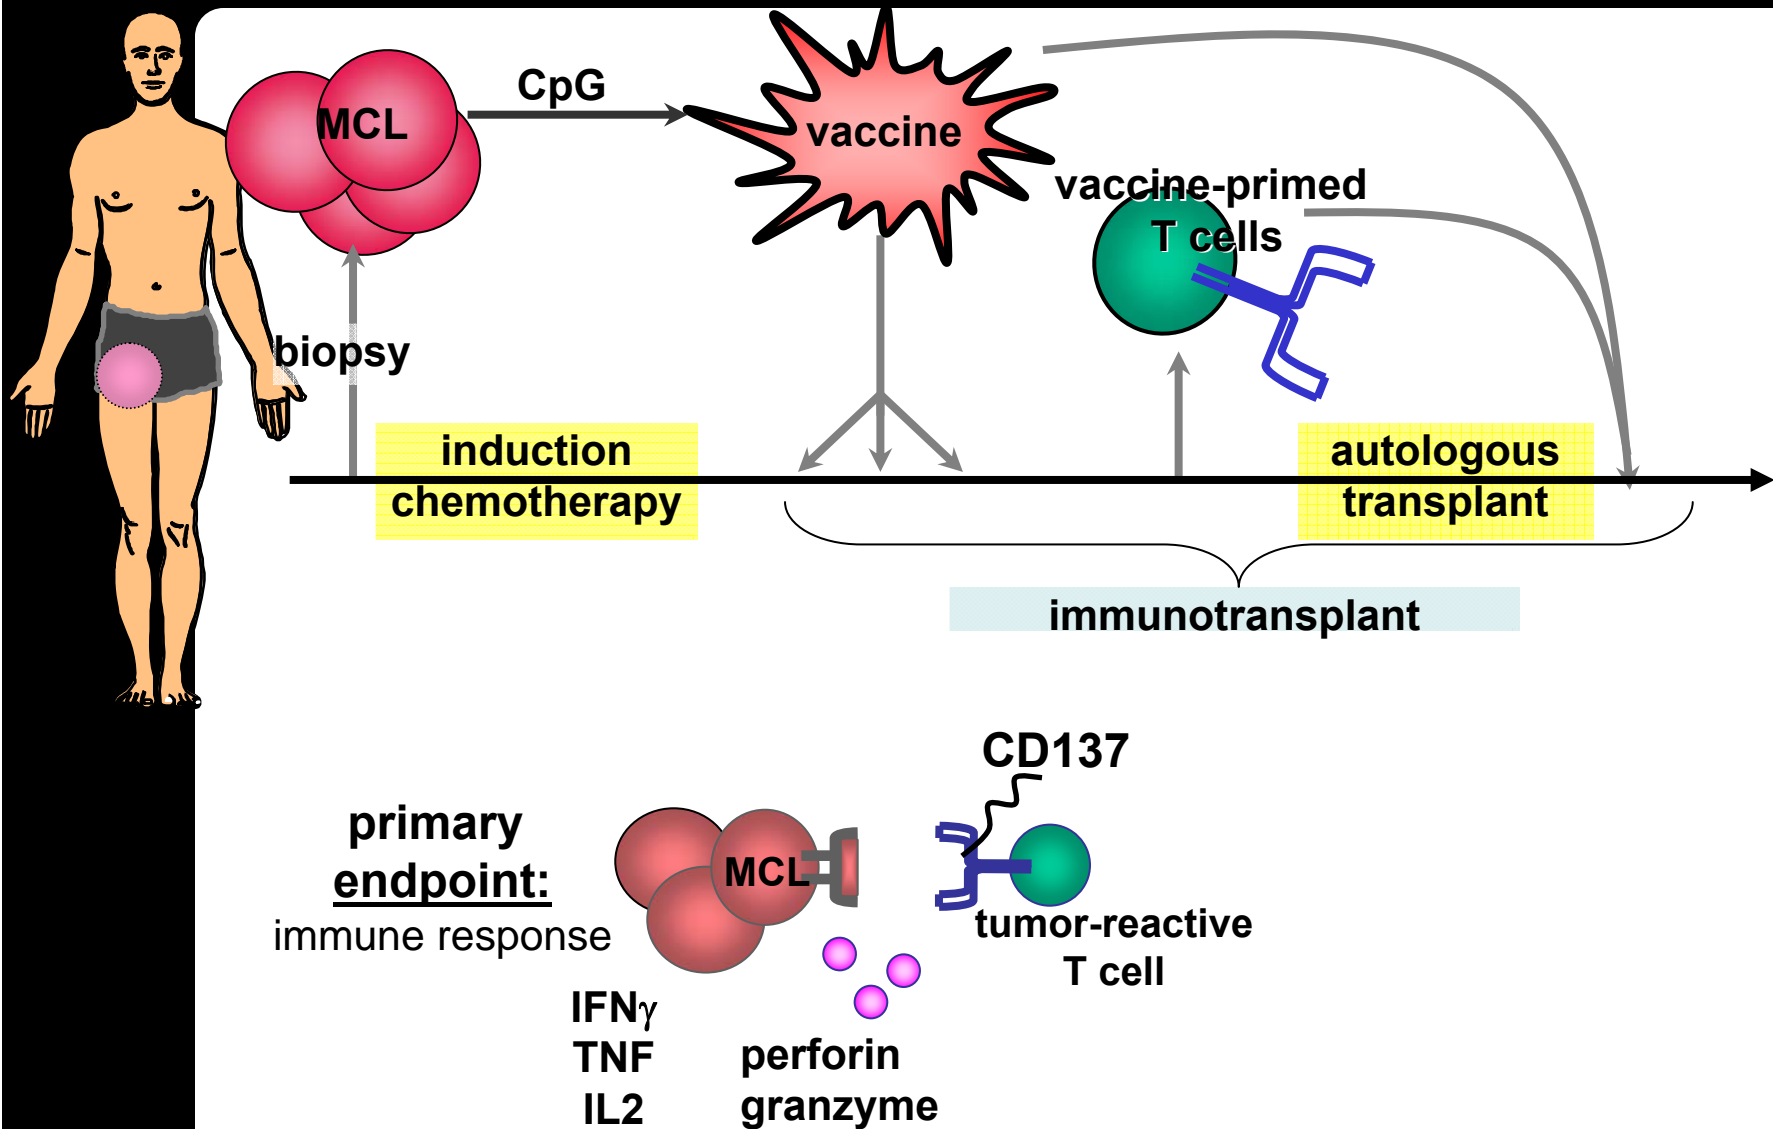 MCL
CpG
vaccine
vaccine-primed
T cells
biopsy
induction
chemotherapy
autologous
transplant
immunotransplant
CD137
primary
endpoint:
immune response
MCL
tumor-reactive
T cell
IFNγ
TNF
IL2
perforin
granzyme